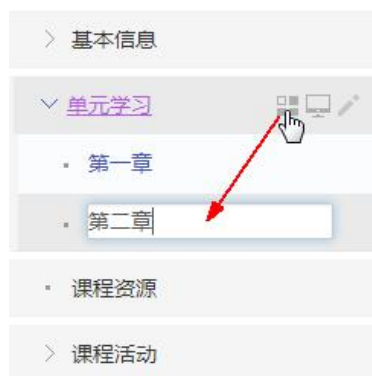 基本信息
单元学习
第一章
第二章
课程资源
课程活动